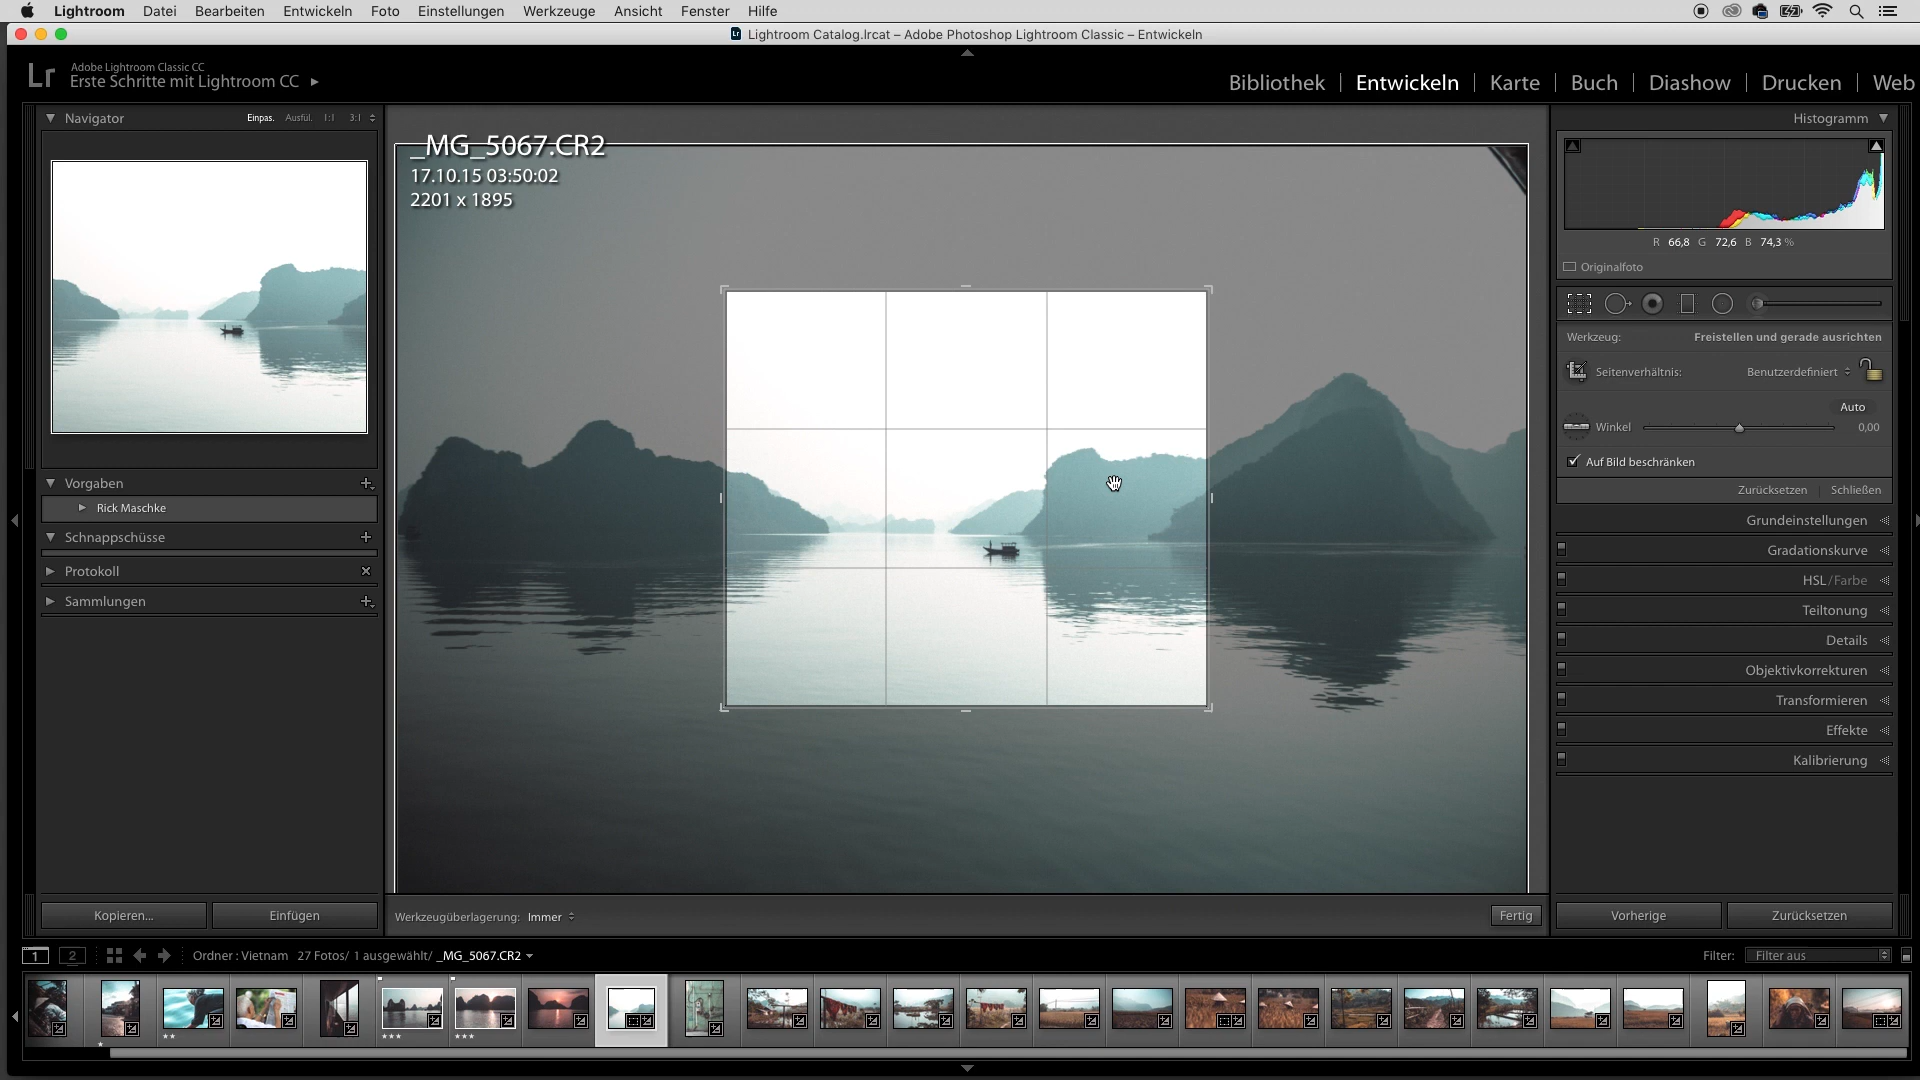 Lightroom Datei Bearbeiten Entwickeln Foto Einstellungen Werkzeuge Ansicht Fenster Hilfe
Lr Lightroom Catalog.lrcat – Adobe Photoshop Lightroom Classic – Entwickeln
Lr Adobe Lightroom Classic CC
Erste Schritte mit Lightroom CC
Bibliothek | Entwickeln | Karte | Buch | Diashow | Drucken | Web
Navigator Einpas. Ausfül. 1:1 3:1
Histogramm
_MG_5067.CR2
17.10.15 03:50:02
2201 x 1895
R 66,8 G 72,6 B 74,3 %
Originalfoto
Werkzeug: Freistellen und gerade ausrichten
Seitenverhältnis: Benutzerdefiniert
Auto
Winkel 0,00
Auf Bild beschränken
Zurücksetzen Schließen
Vorgaben
Rick Maschke
Schnappschüsse
Protokoll
Sammlungen
Grundeinstellungen
Gradationskurve
HSL / Farbe
Teiltonung
Details
Objektivkorrekturen
Transformieren
Effekte
Kalibrierung
Kopieren... Einfügen
Werkzeugüberlagerung: Immer
Fertig
Vorherige Zurücksetzen
1 2 Ordner : Vietnam 27 Fotos/ 1 ausgewählt/ _MG_5067.CR2
Filter: Filter aus